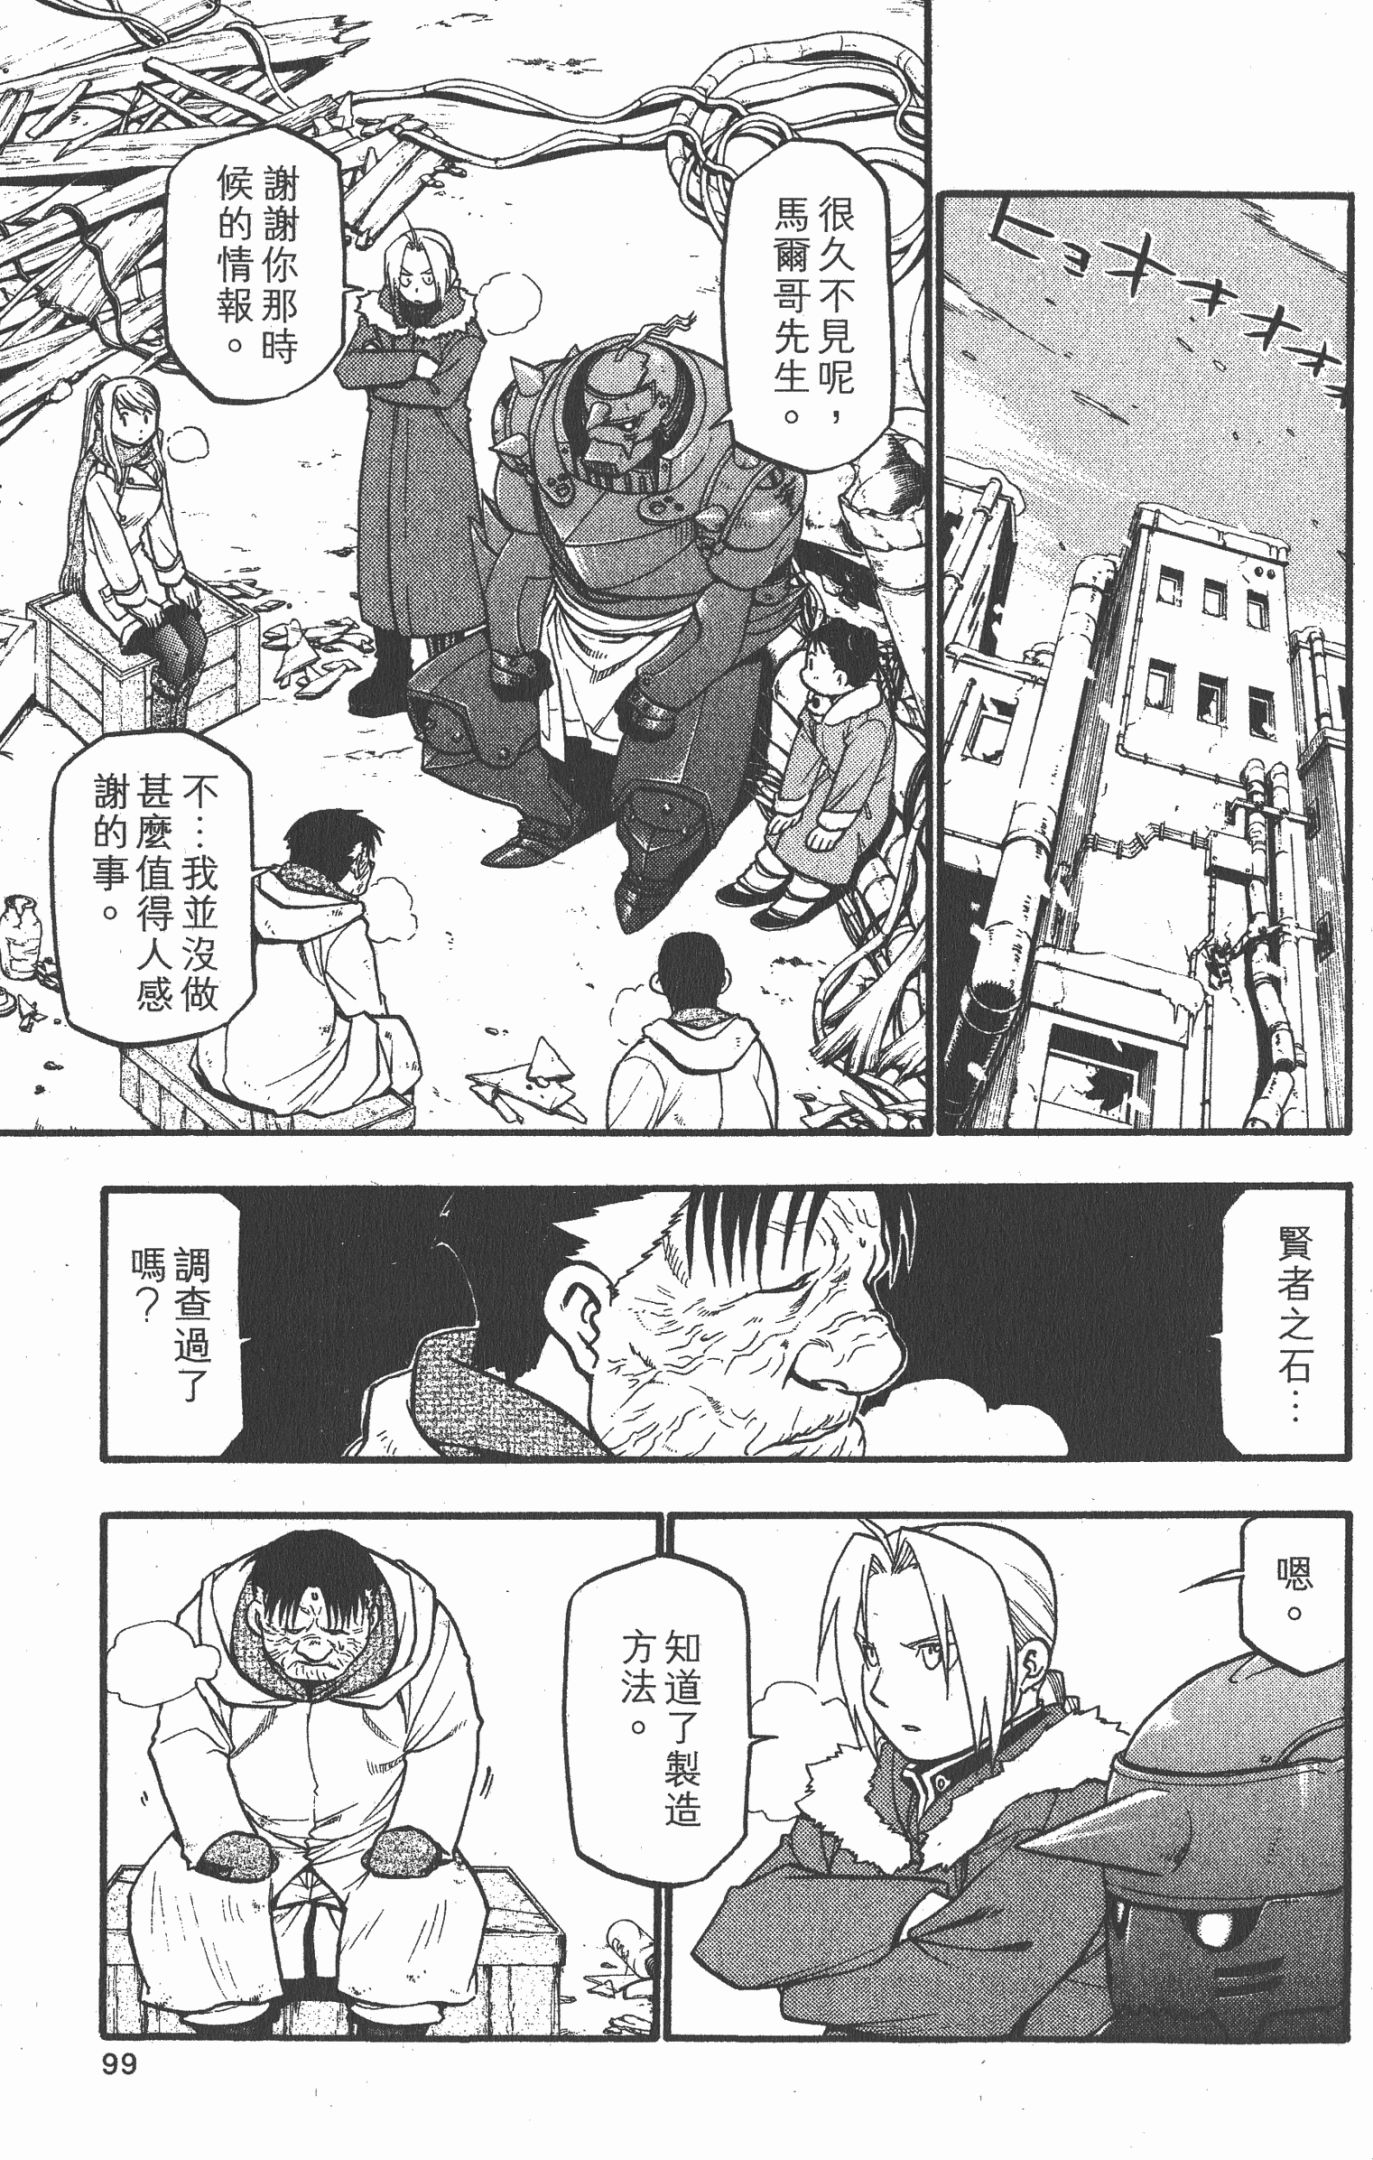 ヒョオオオオオオ
很久不見呢，
馬爾哥先生。
謝謝你那時
候的情報。
不…我並沒做
甚麼值得人感
謝的事。
賢者之石…
調查過了
嗎？
嗯。
知道了製造
方法。
99